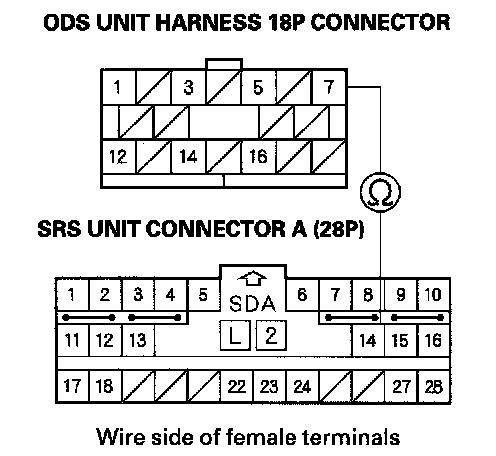 ODS UNIT HARNESS 18P CONNECTOR
1 3 5 7
12 14 16
1
Ω
SRS UNIT CONNECTOR A (28P)
1 2 3 4 5 6 7 8 9 10
SDA
L 2
11 12 13 14 15 16
17 18 22 23 24 27 28
Wire side of female terminals